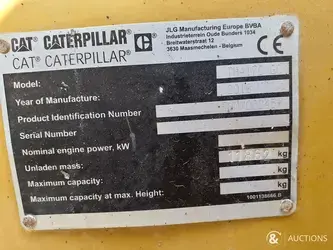 CAT CATERPILLAR
CAT CATERPILLAR
JLG Manufacturing Europe BVBA
Industrieterrein Oude Bunders 1034
Breitwaterstraat 12
3630 Maasmechelen - Belgium
CE
Model:
Year of Manufacture:
Product Identification Number
Serial Number
Nominal engine power, kW
Unladen mass: kg
Maximum capacity: kg
Maximum capacity at max. Height: kg
AUCTIONS